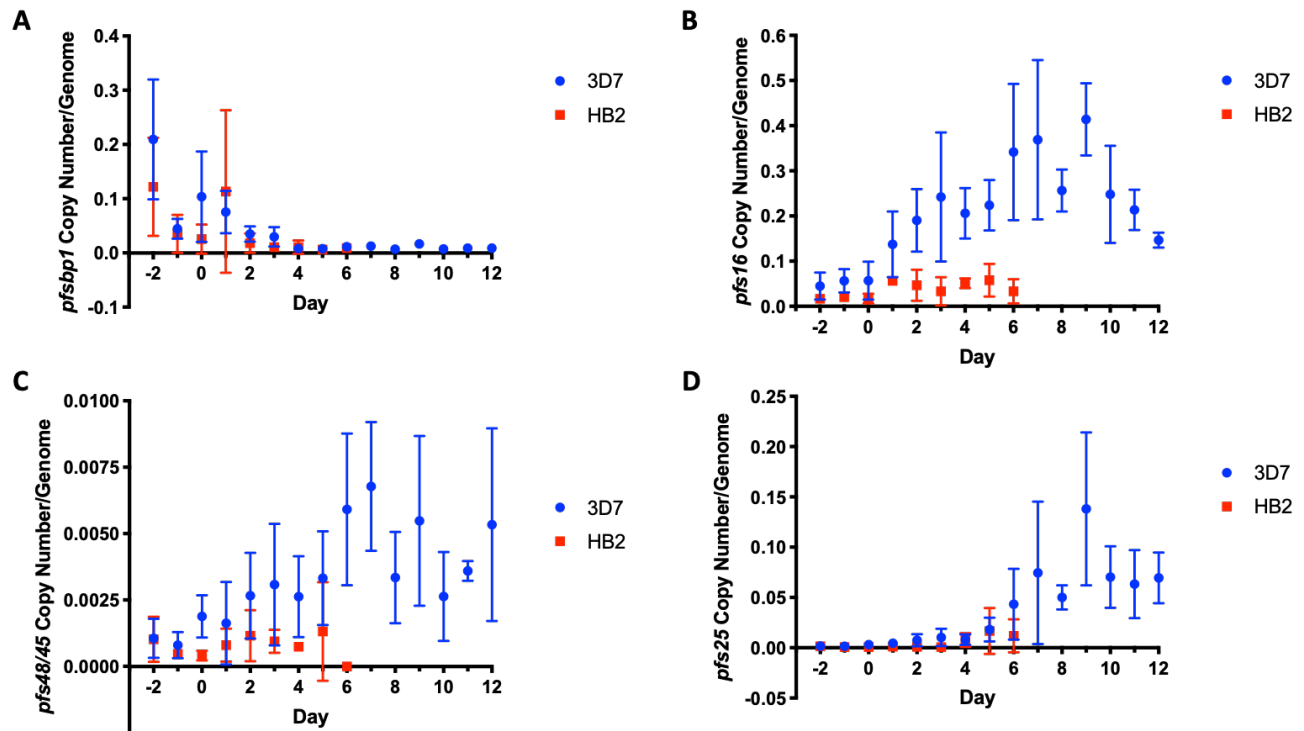 A
pfsbp1 Copy Number/Genome
0.4
0.3
0.2
0.1
0.0
-0.1
-2 0 2 4 6 8 10 12
Day
3D7
HB2
B
pfs16 Copy Number/Genome
0.6
0.5
0.4
0.3
0.2
0.1
0.0
-2 0 2 4 6 8 10 12
Day
3D7
HB2
C
pfs48/45 Copy Number/Genome
0.0100
0.0075
0.0050
0.0025
0.0000
-2 0 2 4 6 8 10 12
Day
3D7
HB2
D
pfs25 Copy Number/Genome
0.25
0.20
0.15
0.10
0.05
0.00
-0.05
-2 0 2 4 6 8 10 12
Day
3D7
HB2